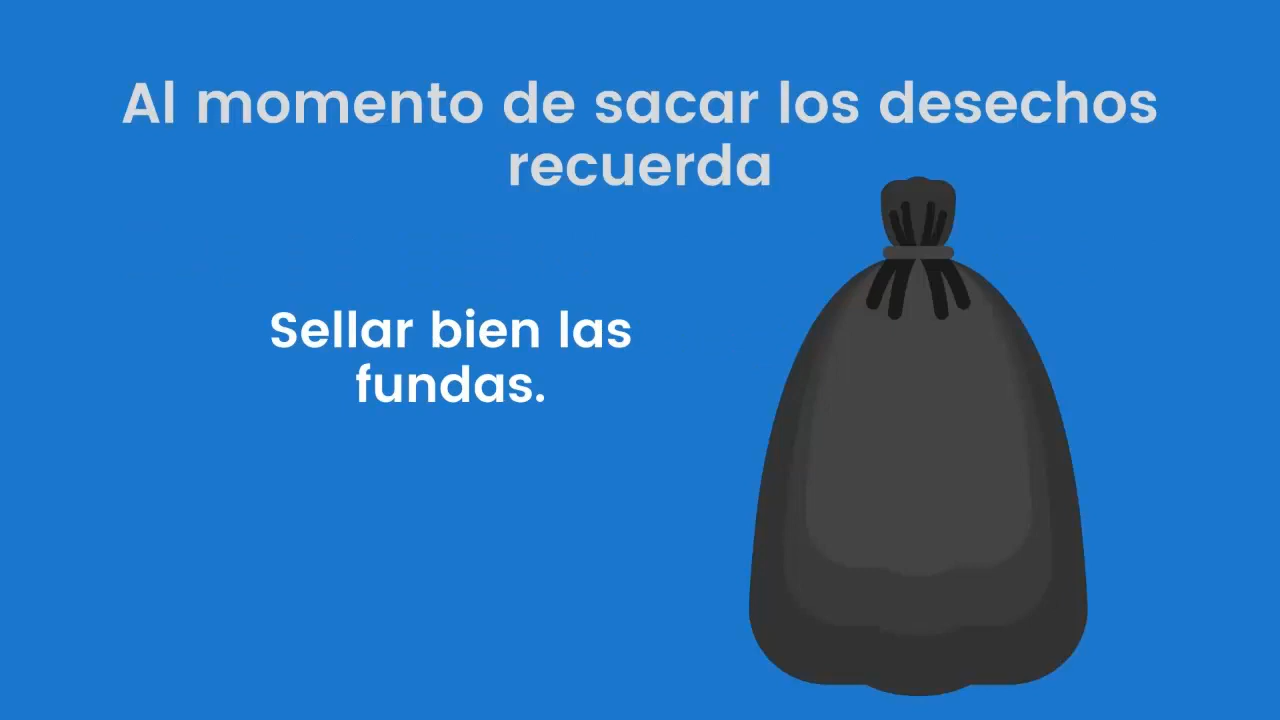 Al momento de sacar los desechos
recuerda
Sellar bien las
fundas.